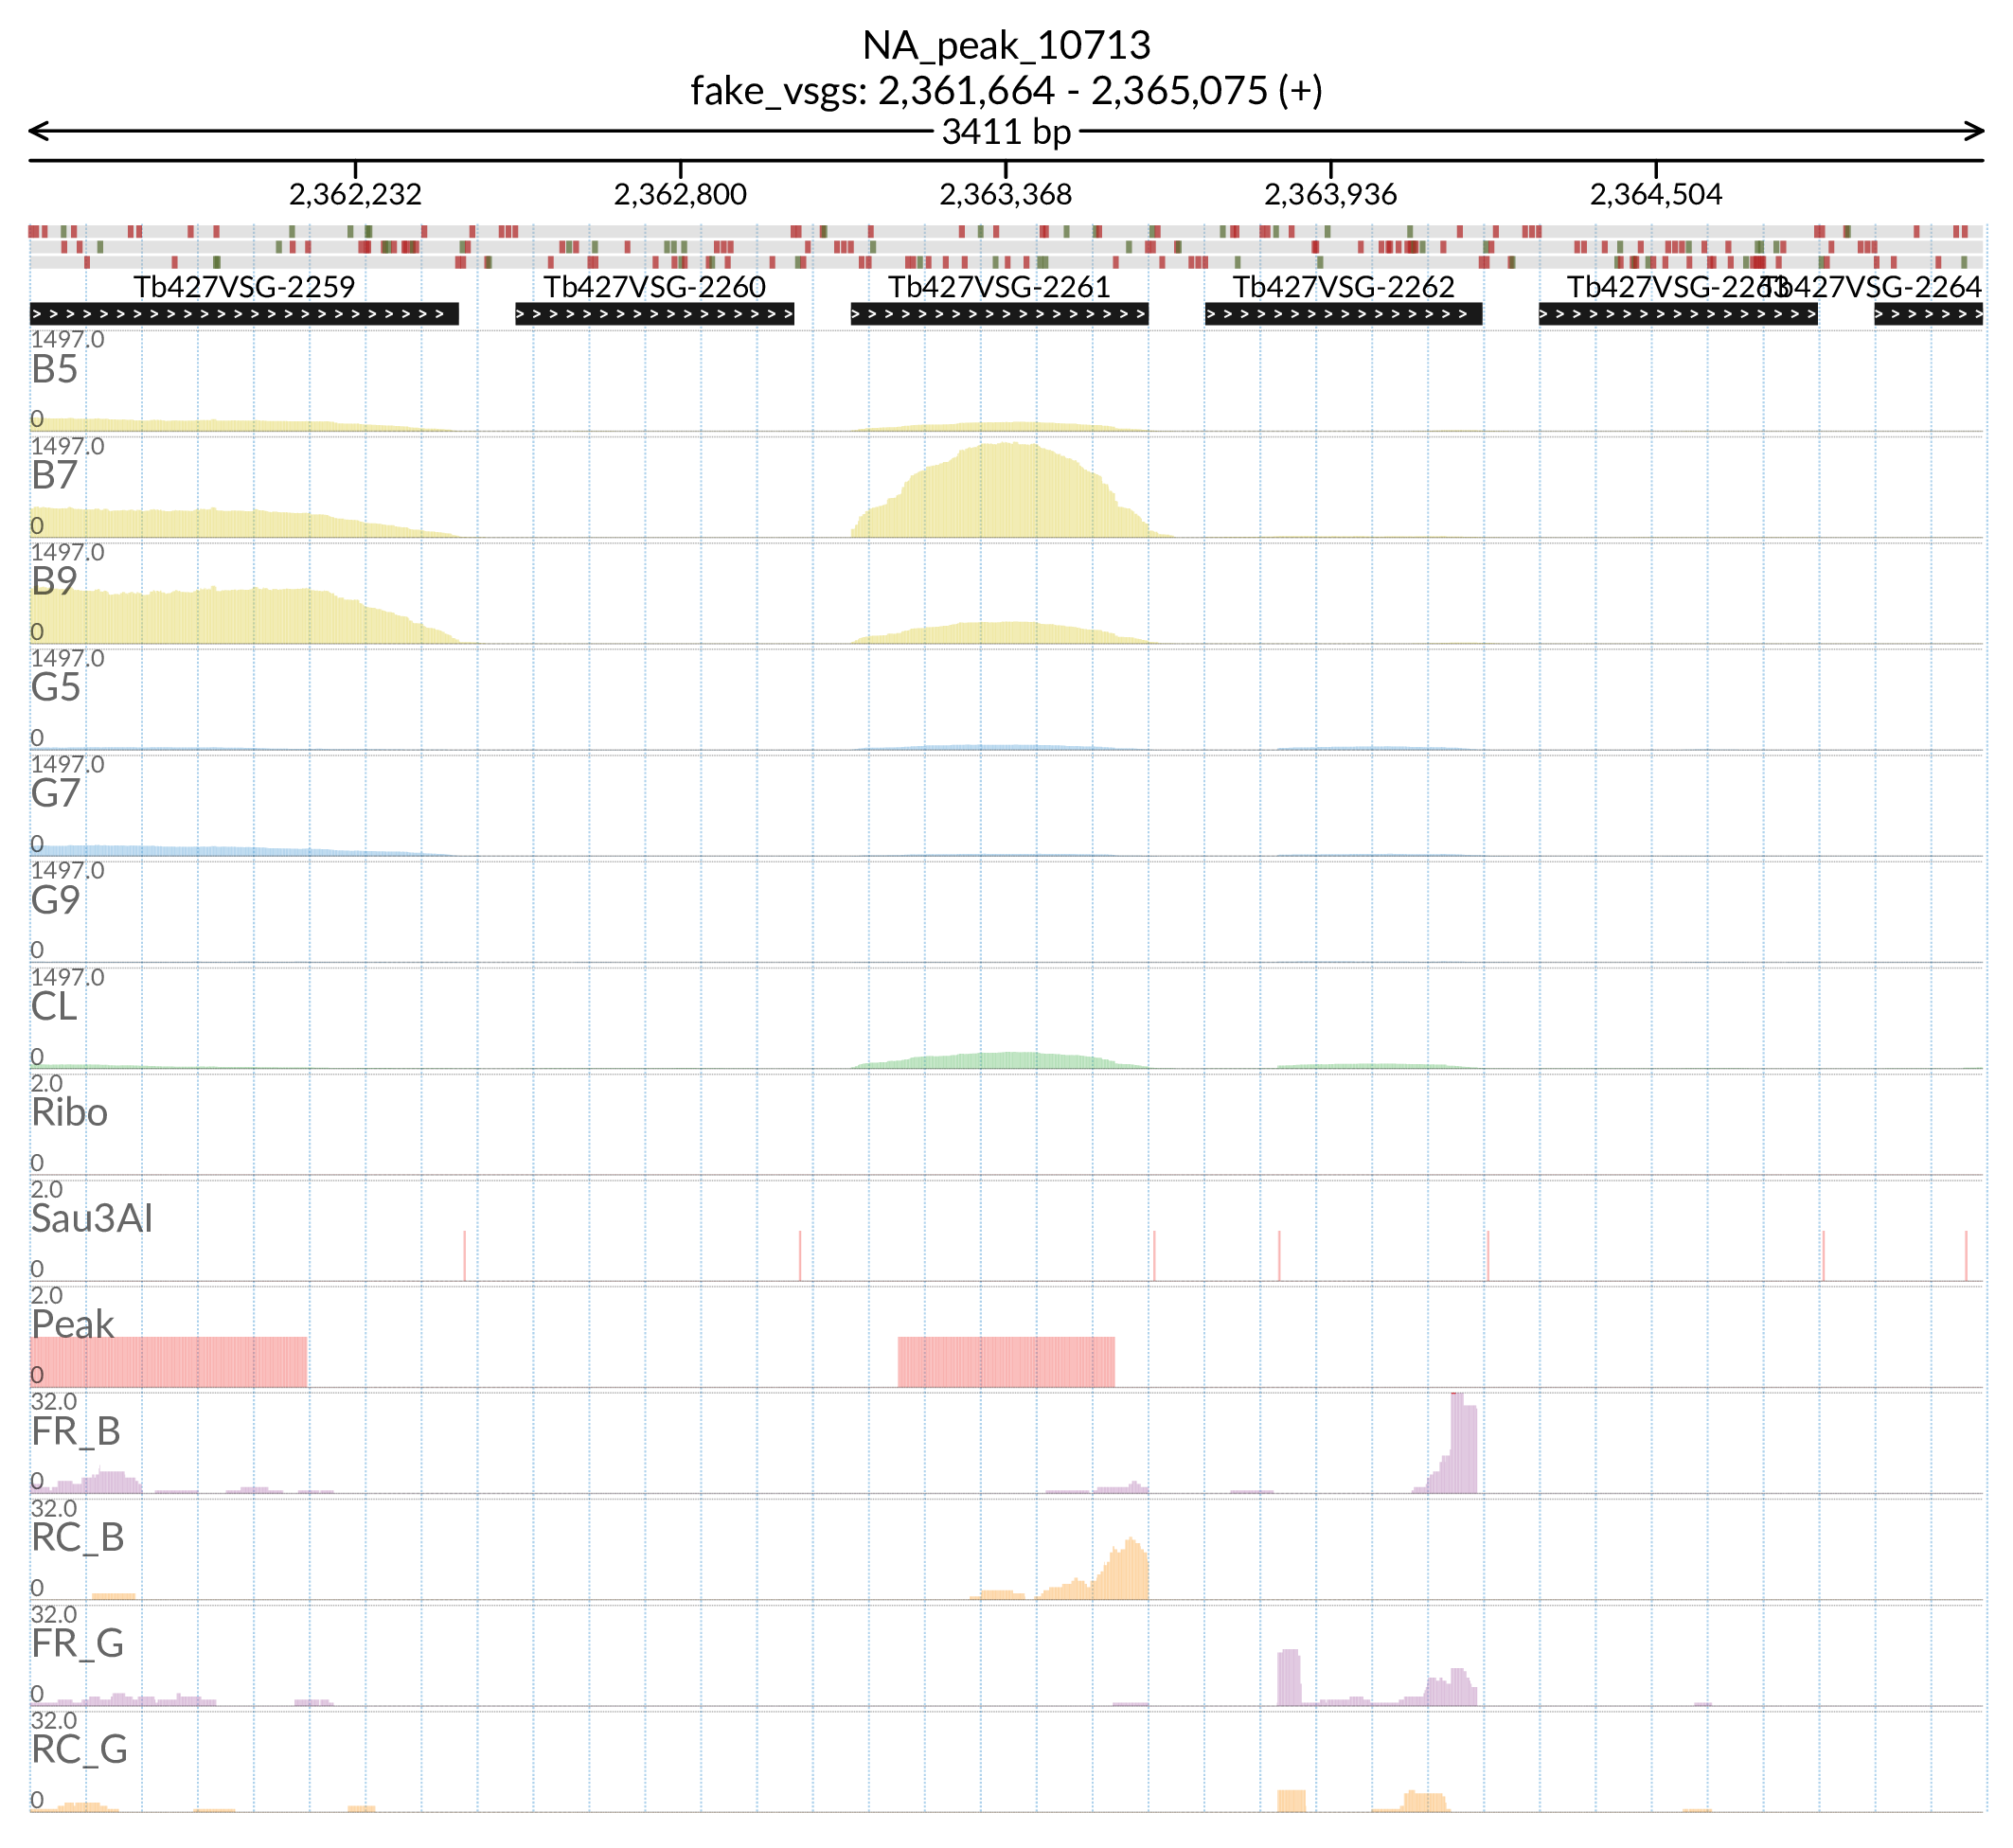 NA_peak_10713
fake_vsgs: 2,361,664 - 2,365,075 (+)
3411 bp
2,362,232 2,362,800 2,363,368 2,363,936 2,364,504
Tb427VSG-2259 Tb427VSG-2260 Tb427VSG-2261 Tb427VSG-2262 Tb427VSG-2263 Tb427VSG-2264
1497.0
B5
0
1497.0
B7
0
1497.0
B9
0
1497.0
G5
0
1497.0
G7
0
1497.0
G9
0
1497.0
CL
0
2.0
Ribo
0
2.0
Sau3AI
0
2.0
Peak
0
32.0
FR_B
0
32.0
RC_B
0
32.0
FR_G
0
32.0
RC_G
0